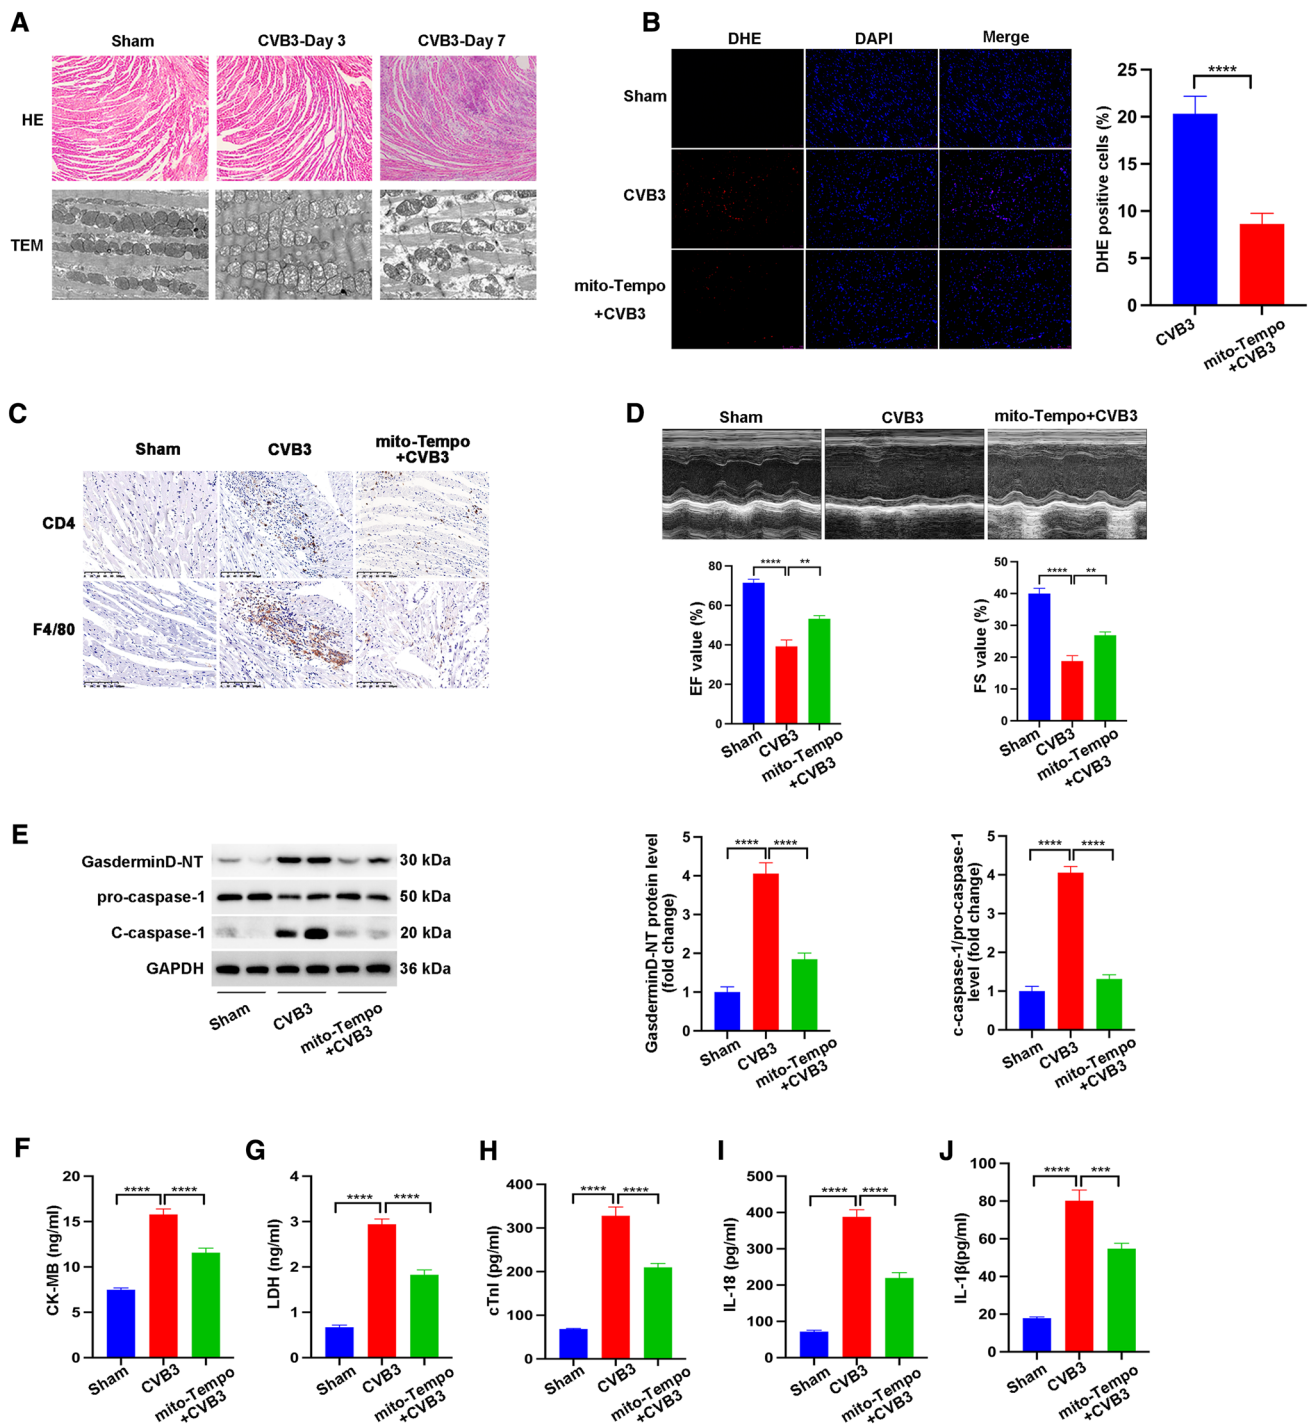 A
Sham
CVB3-Day 3
CVB3-Day 7
HE
TEM
B
DHE
DAPI
Merge
Sham
CVB3
mito-Tempo
+CVB3
DHE positive cells (%)
25
20
15
10
5
0
****
CVB3
mito-Tempo
+CVB3
C
Sham
CVB3
mito-Tempo
+CVB3
CD4
F4/80
D
Sham
CVB3
mito-Tempo+CVB3
EF value (%)
80
60
40
20
0
****
**
Sham
CVB3
mito-Tempo
+CVB3
FS value (%)
50
40
30
20
10
0
****
**
Sham
CVB3
mito-Tempo
+CVB3
E
GasderminD-NT
30 kDa
pro-caspase-1
50 kDa
C-caspase-1
20 kDa
GAPDH
36 kDa
Sham
CVB3
mito-Tempo
+CVB3
GasderminD-NT protein level
(fold change)
5
4
3
2
1
0
****
****
Sham
CVB3
mito-Tempo
+CVB3
c-caspase-1/pro-caspase-1
level (fold change)
5
4
3
2
1
0
****
****
Sham
CVB3
mito-Tempo
+CVB3
F
CK-MB (ng/ml)
20
15
10
5
0
****
****
Sham
CVB3
mito-Tempo
+CVB3
G
LDH (ng/ml)
4
3
2
1
0
****
****
Sham
CVB3
mito-Tempo
+CVB3
H
cTnI (pg/ml)
400
300
200
100
0
****
****
Sham
CVB3
mito-Tempo
+CVB3
I
IL-18 (pg/ml)
500
400
300
200
100
0
****
****
Sham
CVB3
mito-Tempo
+CVB3
J
IL-1β(pg/ml)
100
80
60
40
20
0
****
***
Sham
CVB3
mito-Tempo
+CVB3